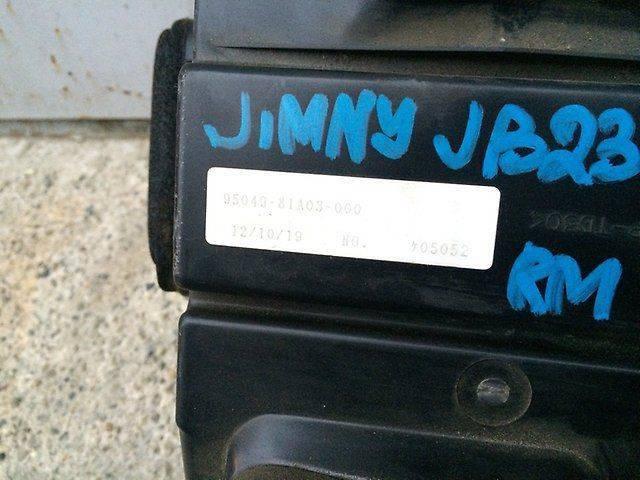 JIMNY JB23
95040-81A03-000
12/10/19 NO. 405052
RM